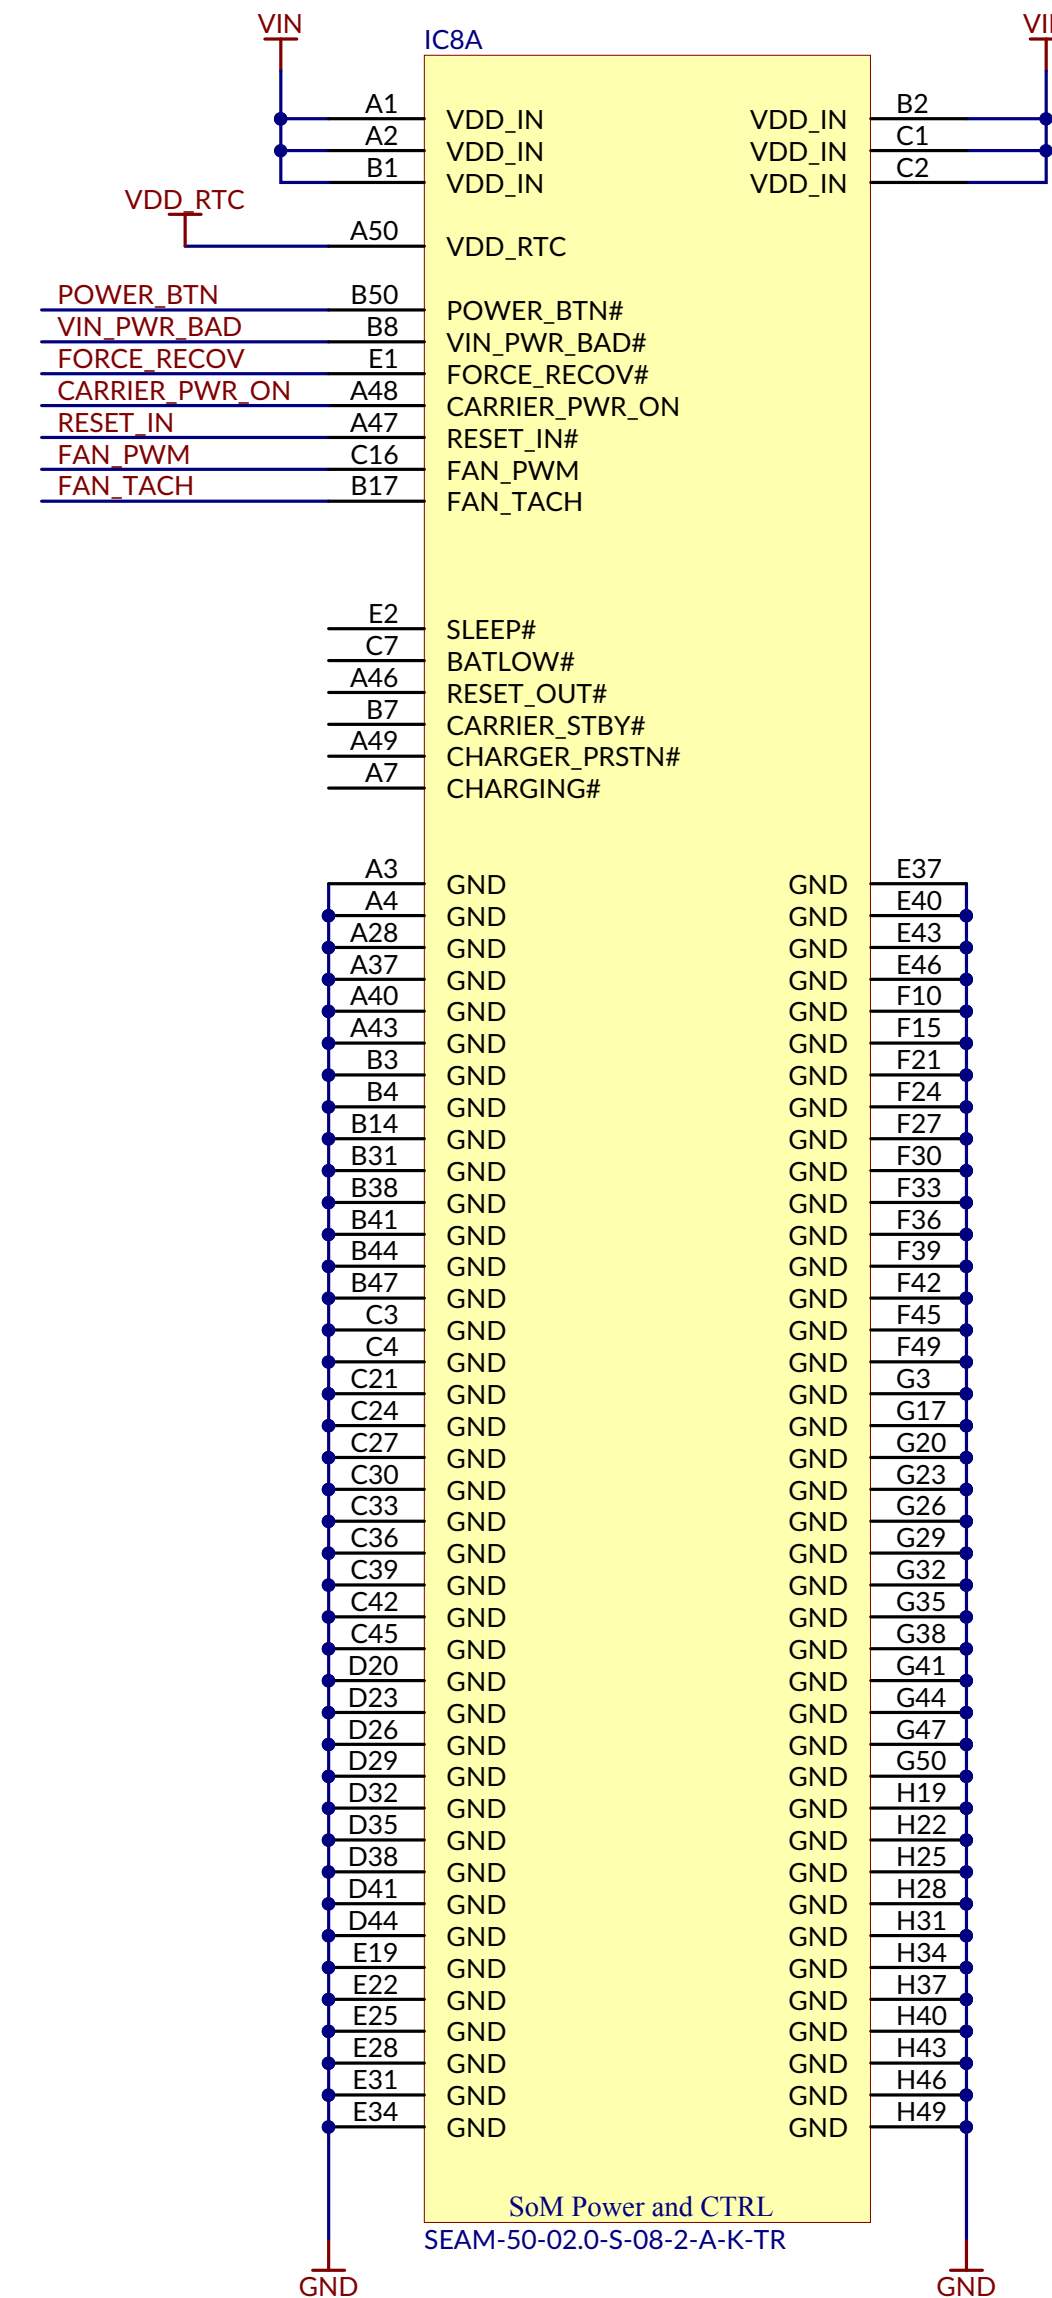 VIN
IC8A
A1 VDD_IN VDD_IN B2
A2 VDD_IN VDD_IN C1
B1 VDD_IN VDD_IN C2
VDD_RTC
A50 VDD_RTC
POWER_BTN B50 POWER_BTN#
VIN_PWR_BAD B8 VIN_PWR_BAD#
FORCE_RECOV E1 FORCE_RECOV#
CARRIER_PWR_ON A48 CARRIER_PWR_ON
RESET_IN A47 RESET_IN#
FAN_PWM C16 FAN_PWM
FAN_TACH B17 FAN_TACH
E2 SLEEP#
C7 BATLOW#
A46 RESET_OUT#
B7 CARRIER_STBY#
A49 CHARGER_PRSTN#
A7 CHARGING#
A3 GND GND E37
A4 GND GND E40
A28 GND GND E43
A37 GND GND E46
A40 GND GND F10
A43 GND GND F15
B3 GND GND F21
B4 GND GND F24
B14 GND GND F27
B31 GND GND F30
B38 GND GND F33
B41 GND GND F36
B44 GND GND F39
B47 GND GND F42
C3 GND GND F45
C4 GND GND F49
C21 GND GND G3
C24 GND GND G17
C27 GND GND G20
C30 GND GND G23
C33 GND GND G26
C36 GND GND G29
C39 GND GND G32
C42 GND GND G35
C45 GND GND G38
D20 GND GND G41
D23 GND GND G44
D26 GND GND G47
D29 GND GND G50
D32 GND GND H19
D35 GND GND H22
D38 GND GND H25
D41 GND GND H28
D44 GND GND H31
E19 GND GND H34
E22 GND GND H37
E25 GND GND H40
E28 GND GND H43
E31 GND GND H46
E34 GND GND H49
SoM Power and CTRL
SEAM-50-02.0-S-08-2-A-K-TR
GND GND